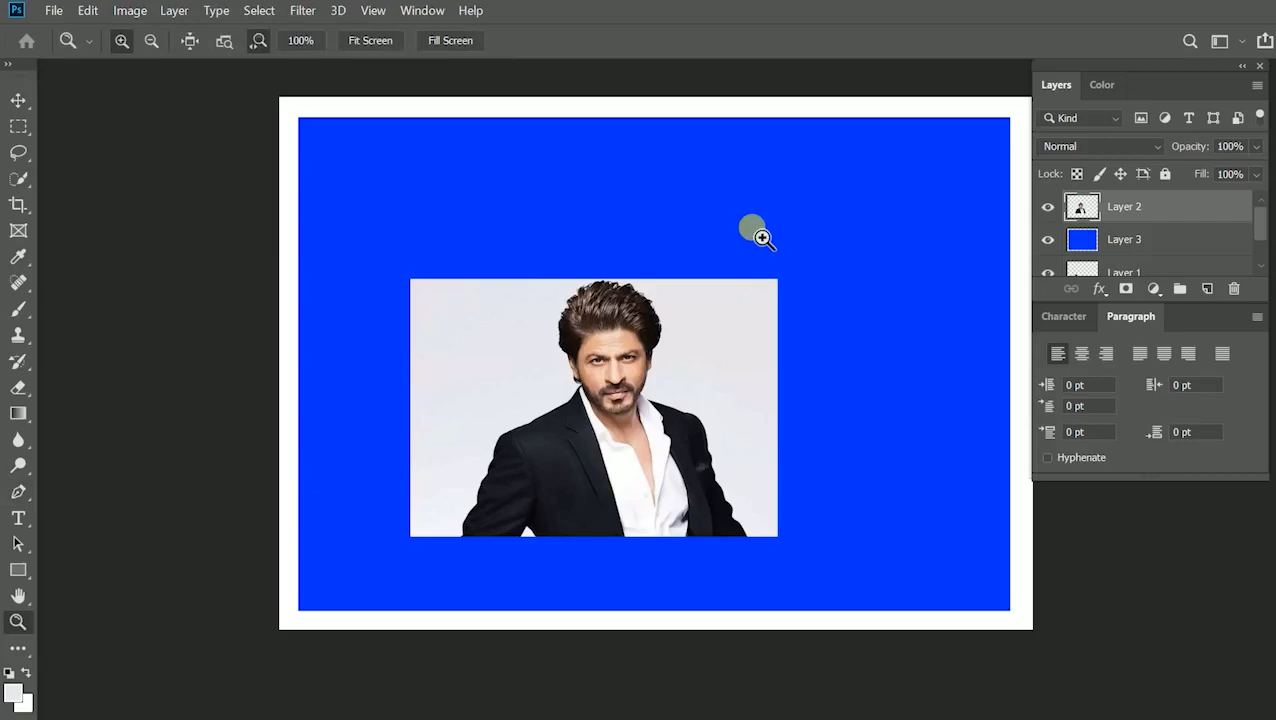 Ps File Edit Image Layer Type Select Filter 3D View Window Help
100% Fit Screen Fill Screen
Layers Color
Kind
Normal Opacity: 100%
Lock: Fill: 100%
Layer 2
Layer 3
Layer 1
fx
Character Paragraph
0 pt 0 pt
0 pt
0 pt 0 pt
Hyphenate